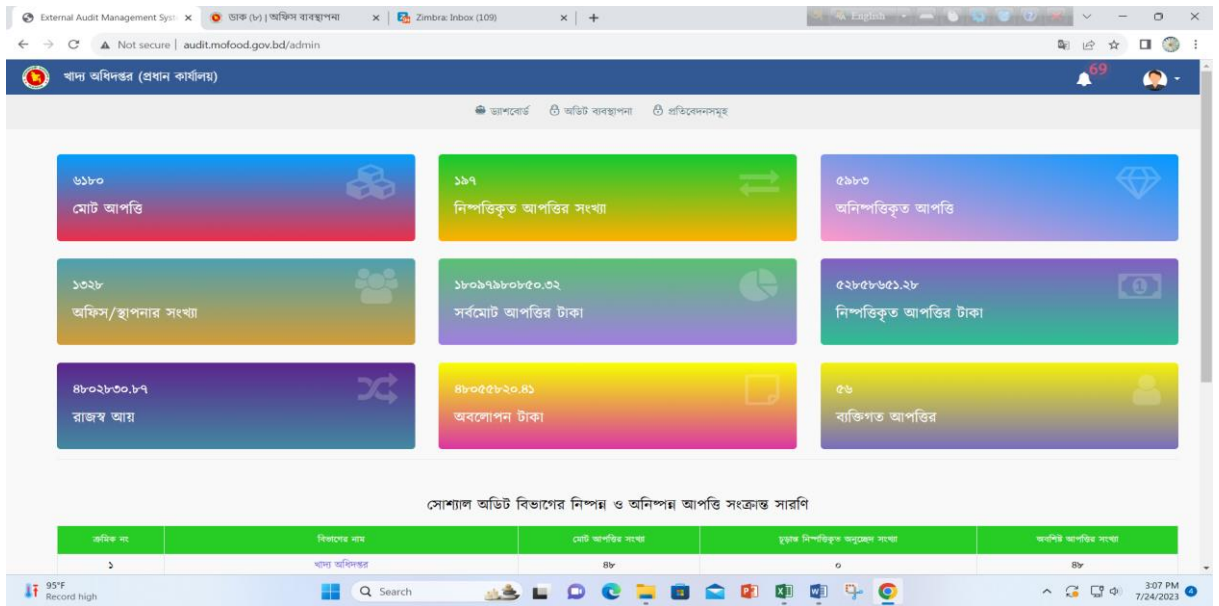 External Audit Management Syst
ডাক (৮) | অফিস ব্যবস্থাপনা
Zimbra: Inbox (109)
English
Not secure | audit.mofood.gov.bd/admin
খাদ্য অধিদপ্তর (প্রধান কার্যালয়)
69
ড্যাশবোর্ড অডিট ব্যবস্থাপনা প্রতিবেদনসমূহ
৬১৮০
মোট আপত্তি
১৯৭
নিষ্পত্তিকৃত আপত্তির সংখ্যা
৫৯৮৩
অনিষ্পত্তিকৃত আপত্তি
১৩২৮
অফিস/স্থাপনার সংখ্যা
১৮০৯৭৯৮০৮৫০.৩২
সর্বমোট আপত্তির টাকা
৫২৮৫৮৬৫১.২৮
নিষ্পত্তিকৃত আপত্তির টাকা
৪৮০২৮৩০.৮৭
রাজস্ব আয়
৪৮০৫৫৮২০.৪১
অবলোপন টাকা
৫৬
ব্যক্তিগত আপত্তির
সোশ্যাল অডিট বিভাগের নিষ্পন্ন ও অনিষ্পন্ন আপত্তি সংক্রান্ত সারণি
ক্রমিক নং বিভাগের নাম মোট আপত্তির সংখ্যা চূড়ান্ত নিষ্পত্তিকৃত অনুচ্ছেদ সংখ্যা অবশিষ্ট আপত্তির সংখ্যা
১ খাদ্য অধিদপ্তর ৪৮ ০ ৪৮
95°F
Record high
Search
3:07 PM
7/24/2023
4